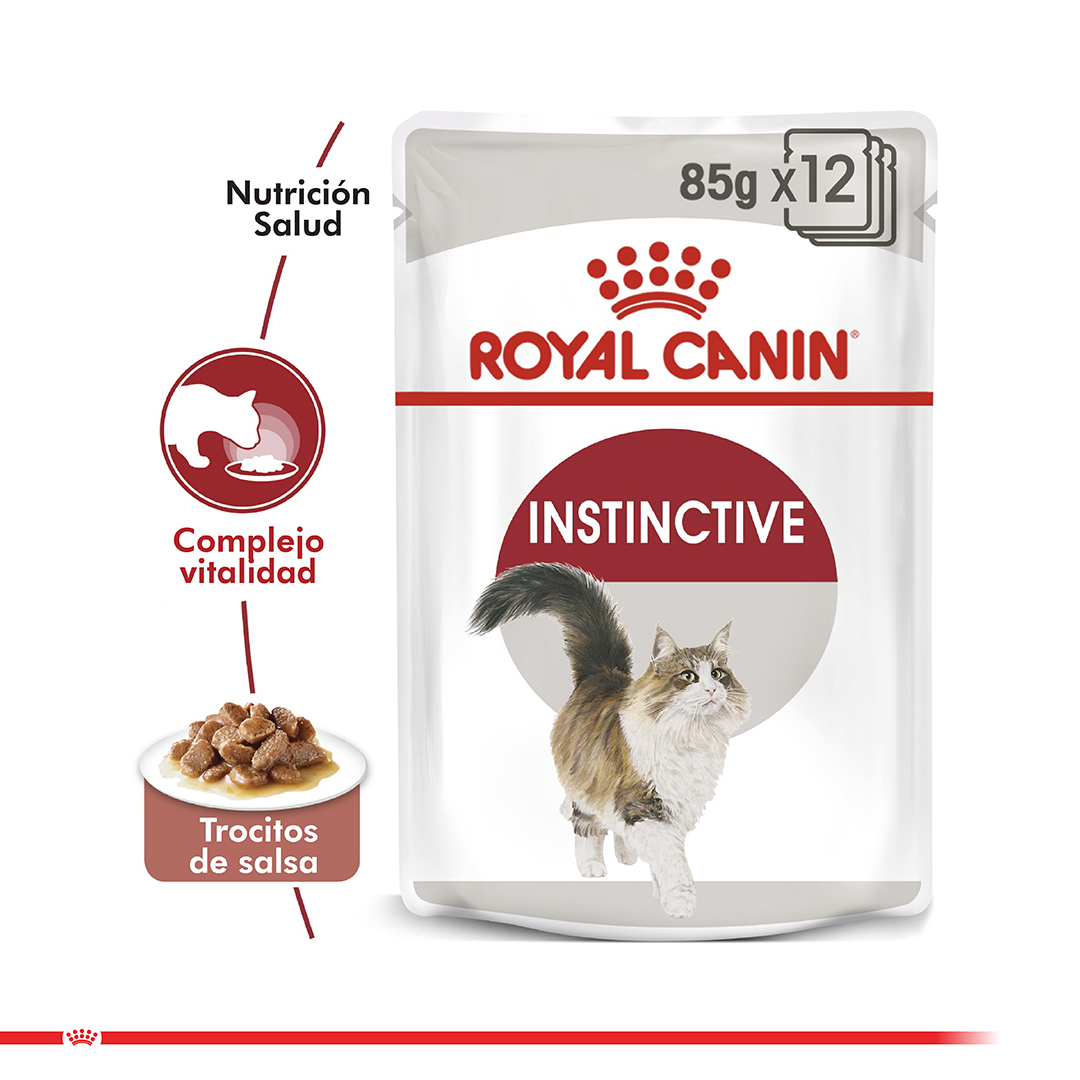 Nutrición
Salud
Complejo
vitalidad
Trocitos
de salsa
85g x12
ROYAL CANIN®
INSTINCTIVE